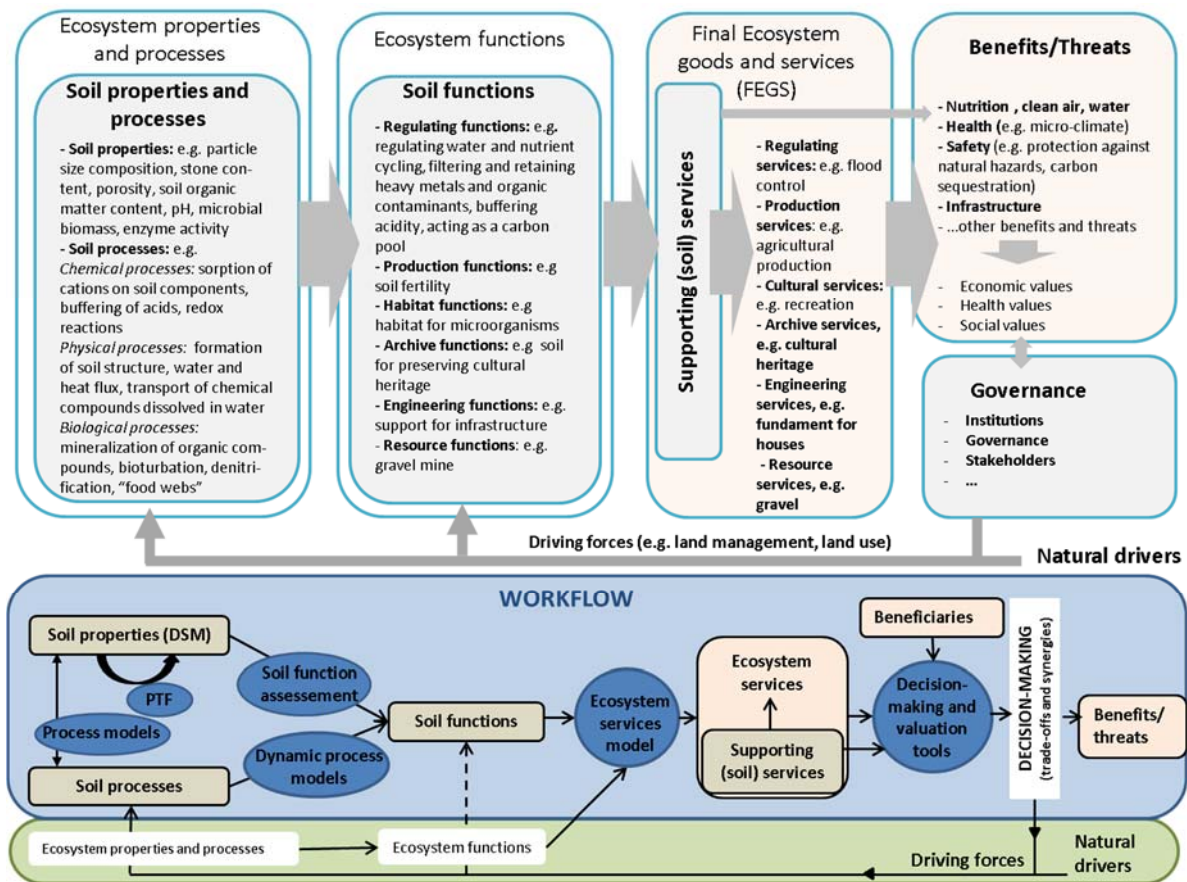 Ecosystem properties
and processes
Soil properties and
processes
- Soil properties: e.g. particle
size composition, stone con-
tent, porosity, soil organic
matter content, pH, microbial
biomass, enzyme activity
- Soil processes: e.g.
Chemical processes: sorption of
cations on soil components,
buffering of acids, redox
reactions
Physical processes: formation
of soil structure, water and
heat flux, transport of chemical
compounds dissolved in water
Biological processes:
mineralization of organic com-
pounds, bioturbation, denitri-
fication, “food webs”
Ecosystem functions
Soil functions
- Regulating functions: e.g.
regulating water and nutrient
cycling, filtering and retaining
heavy metals and organic
contaminants, buffering
acidity, acting as a carbon
pool
- Production functions: e.g
soil fertility
- Habitat functions: e.g
habitat for microorganisms
- Archive functions: e.g soil
for preserving cultural
heritage
- Engineering functions: e.g.
support for infrastructure
- Resource functions: e.g.
gravel mine
Final Ecosystem
goods and services
(FEGS)
Supporting (soil) services
- Regulating
services: e.g. flood
control
- Production
services: e.g.
agricultural
production
- Cultural services:
e.g. recreation
- Archive services,
e.g. cultural
heritage
- Engineering
services, e.g.
fundament for
houses
- Resource
services, e.g.
gravel
Benefits/Threats
- Nutrition , clean air, water
- Health (e.g. micro-climate)
- Safety (e.g. protection against
natural hazards, carbon
sequestration)
- Infrastructure
- ...other benefits and threats
- Economic values
- Health values
- Social values
Governance
- Institutions
- Governance
- Stakeholders
- ...
Driving forces (e.g. land management, land use)
Natural drivers
WORKFLOW
Soil properties (DSM)
PTF
Process models
Soil processes
Soil function
assessment
Dynamic process
models
Soil functions
Ecosystem
services
model
Ecosystem
services
Supporting
(soil) services
Beneficiaries
Decision-
making and
valuation
tools
DECISION-MAKING
(trade-offs and synergies)
Benefits/
threats
Ecosystem properties and processes
Ecosystem functions
Driving forces
Natural
drivers